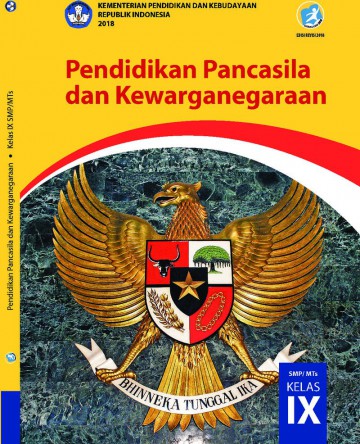 KEMENTERIAN PENDIDIKAN DAN KEBUDAYAAN
REPUBLIK INDONESIA
2018
Pendidikan Pancasila
dan Kewarganegaraan
Pendidikan Pancasila dan Kewarganegaraan • Kelas IX SMP/MTs
BHINNEKA TUNGGAL IKA
SMP/ MTs
KELAS
IX